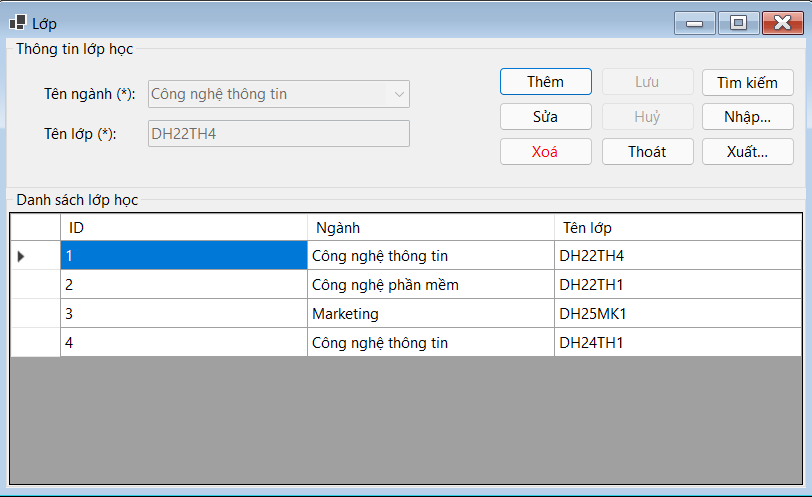 Lớp
Thông tin lớp học
Tên ngành (*): Công nghệ thông tin
Tên lớp (*): DH22TH4
Thêm Lưu Tìm kiếm
Sửa Huỷ Nhập...
Xoá Thoát Xuất...
Danh sách lớp học
ID Ngành Tên lớp
1 Công nghệ thông tin DH22TH4
2 Công nghệ phần mềm DH22TH1
3 Marketing DH25MK1
4 Công nghệ thông tin DH24TH1